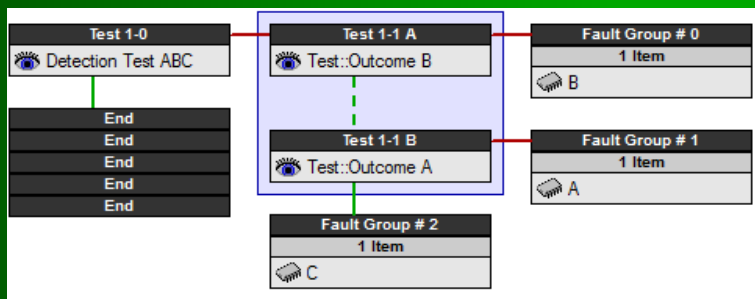 Test 1-0
Detection Test ABC
End
End
End
End
End
Test 1-1 A
Test::Outcome B
Test 1-1 B
Test::Outcome A
Fault Group # 0
1 Item
B
Fault Group # 1
1 Item
A
Fault Group # 2
1 Item
C